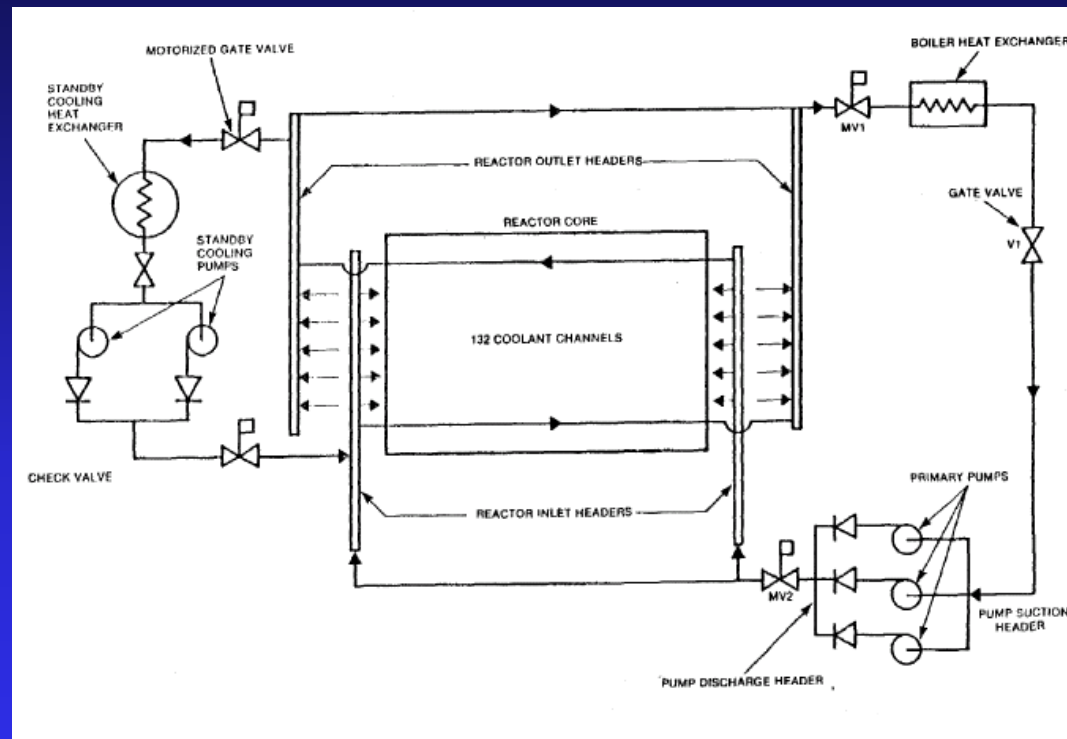 MOTORIZED GATE VALVE
BOILER HEAT EXCHANGER
STANDBY
COOLING
HEAT
EXCHANGER
MV1
REACTOR OUTLET HEADERS
GATE VALVE
V1
REACTOR CORE
STANDBY
COOLING
PUMPS
132 COOLANT CHANNELS
CHECK VALVE
PRIMARY PUMPS
REACTOR INLET HEADERS
MV2
PUMP SUCTION
HEADER
PUMP DISCHARGE HEADER